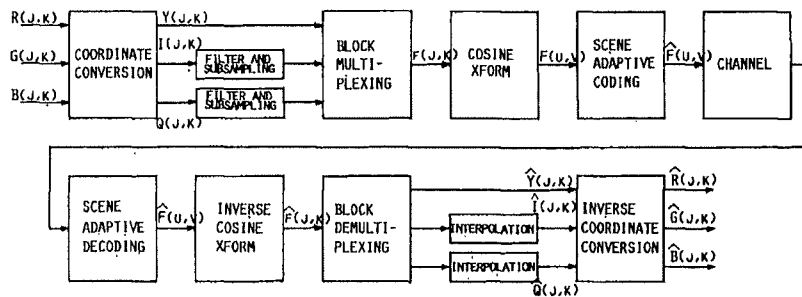 R(J,K)
Y(J,K)
I(J,K)
G(J,K)
COORDINATE
CONVERSION
FILTER AND
SUBSAMPLING
B(J,K)
FILTER AND
SUBSAMPLING
Q(J,K)
BLOCK
MULTI-
PLEXING
F(J,K)
COSINE
XFORM
F(U,V)
SCENE
ADAPTIVE
CODING
F̂(U,V)
CHANNEL
SCENE
ADAPTIVE
DECODING
F̂(U,V)
INVERSE
COSINE
XFORM
F̂(J,K)
BLOCK
DEMULTI-
PLEXING
Ŷ(J,K)
Î(J,K)
INTERPOLATION
INTERPOLATION
Q̂(J,K)
INVERSE
COORDINATE
CONVERSION
R̂(J,K)
Ĝ(J,K)
B̂(J,K)